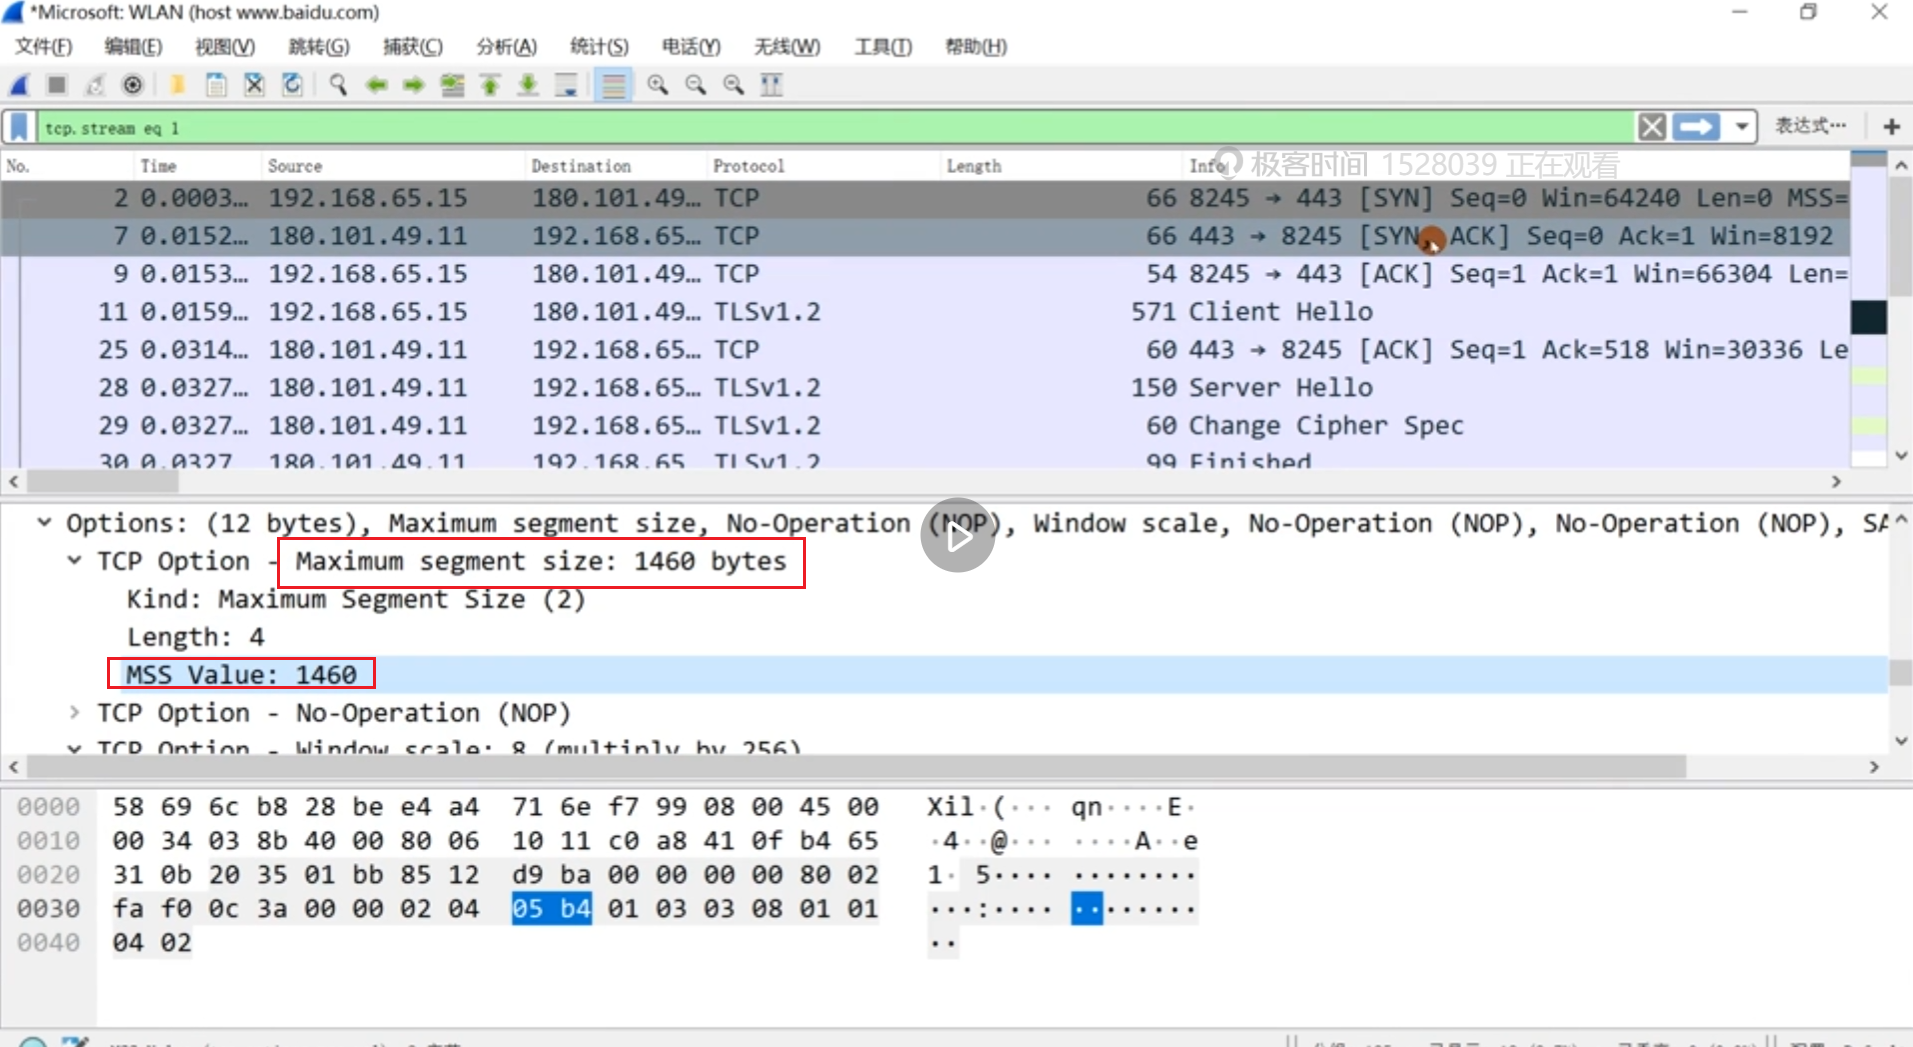 *Microsoft: WLAN (host www.baidu.com)
文件(F) 编辑(E) 视图(V) 跳转(G) 捕获(C) 分析(A) 统计(S) 电话(Y) 无线(W) 工具(T) 帮助(H)
tcp.stream eq 1 表达式…
极客时间 1528039 正在观看
No. Time Source Destination Protocol Length Info
2 0.0003… 192.168.65.15 180.101.49… TCP 66 8245 → 443 [SYN] Seq=0 Win=64240 Len=0 MSS=
7 0.0152… 180.101.49.11 192.168.65… TCP 66 443 → 8245 [SYN, ACK] Seq=0 Ack=1 Win=8192
9 0.0153… 192.168.65.15 180.101.49… TCP 54 8245 → 443 [ACK] Seq=1 Ack=1 Win=66304 Len=
11 0.0159… 192.168.65.15 180.101.49… TLSv1.2 571 Client Hello
25 0.0314… 180.101.49.11 192.168.65… TCP 60 443 → 8245 [ACK] Seq=1 Ack=518 Win=30336 Le
28 0.0327… 180.101.49.11 192.168.65… TLSv1.2 150 Server Hello
29 0.0327… 180.101.49.11 192.168.65… TLSv1.2 60 Change Cipher Spec
30 0.0327 180.101.49.11 192.168.65 TLSv1.2 99 Finished
Options: (12 bytes), Maximum segment size, No-Operation (NOP), Window scale, No-Operation (NOP), No-Operation (NOP), SA
TCP Option - Maximum segment size: 1460 bytes
Kind: Maximum Segment Size (2)
Length: 4
MSS Value: 1460
TCP Option - No-Operation (NOP)
TCP Option - Window scale: 8 (multiply by 256)
0000 58 69 6c b8 28 be e4 a4 71 6e f7 99 08 00 45 00 Xil·(··· qn····E·
0010 00 34 03 8b 40 00 80 06 10 11 c0 a8 41 0f b4 65 ·4··@··· ····A··e
0020 31 0b 20 35 01 bb 85 12 d9 ba 00 00 00 00 80 02 1· 5···· ········
0030 fa f0 0c 3a 00 00 02 04 05 b4 01 03 03 08 01 01 ···:···· ········
0040 04 02 ··